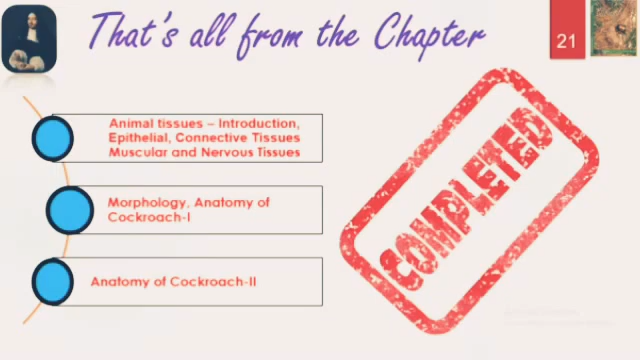 That's all from the Chapter
21
Animal tissues – Introduction,
Epithelial, Connective Tissues
Muscular and Nervous Tissues
Morphology, Anatomy of
Cockroach-I
Anatomy of Cockroach-II
COMPLETED